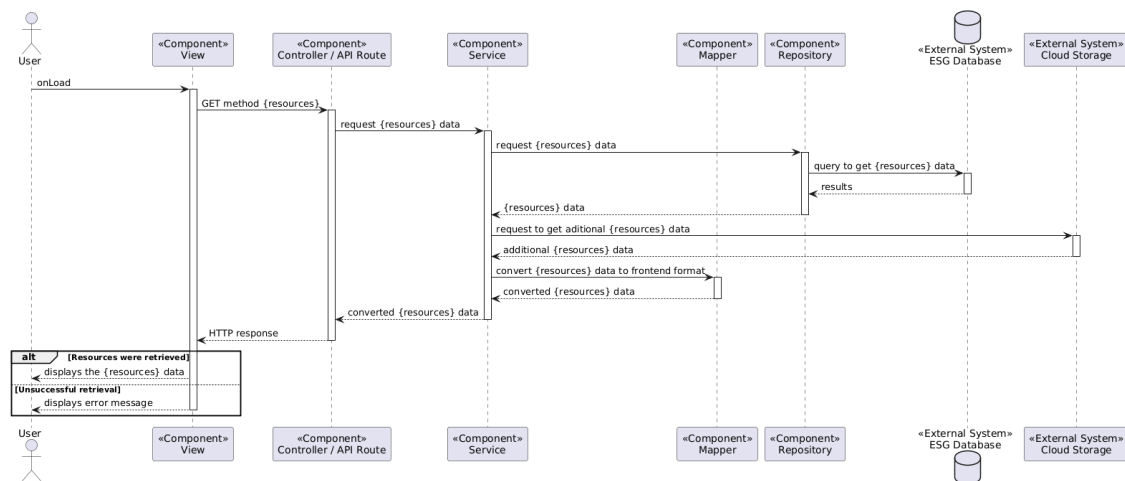 User
«Component»
View
«Component»
Controller / API Route
«Component»
Service
«Component»
Mapper
«Component»
Repository
«External System»
ESG Database
«External System»
Cloud Storage
onLoad
GET method {resources}
request {resources} data
request {resources} data
query to get {resources} data
results
{resources} data
request to get aditional {resources} data
additional {resources} data
convert {resources} data to frontend format
converted {resources} data
converted {resources} data
HTTP response
alt [Resources were retrieved]
displays the {resources} data
[Unsuccessful retrieval]
displays error message
User
«Component»
View
«Component»
Controller / API Route
«Component»
Service
«Component»
Mapper
«Component»
Repository
«External System»
ESG Database
«External System»
Cloud Storage